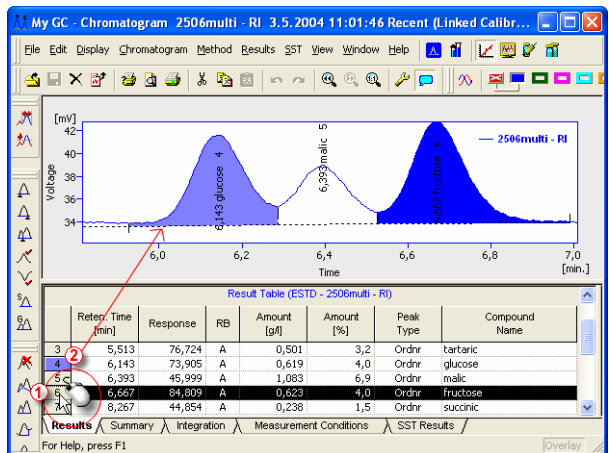 My GC - Chromatogram 2506multi - RI 3.5.2004 11:01:46 Recent (Linked Calibr...
File Edit Display Chromatogram Method Results SST View Window Help
[mV]
42
40
38
36
34
Voltage
6,143 glucose 4
6,393 malic 5
6,667 fructose 6
2506multi - RI
6,0 6,2 6,4 6,6 6,8 7,0
Time [min.]
Result Table (ESTD - 2506multi - RI)
Reten. Time [min] Response RB Amount [g/l] Amount [%] Peak Type Compound Name
3 5,513 76,724 A 0,501 3,2 Ordnr tartaric
4 6,143 73,905 A 0,619 4,0 Ordnr glucose
5 6,393 45,999 A 1,083 6,9 Ordnr malic
6 6,667 84,809 A 0,623 4,0 Ordnr fructose
7 8,267 44,854 A 0,238 1,5 Ordnr succinic
2
1
Results Summary Integration Measurement Conditions SST Results
For Help, press F1 Overlay